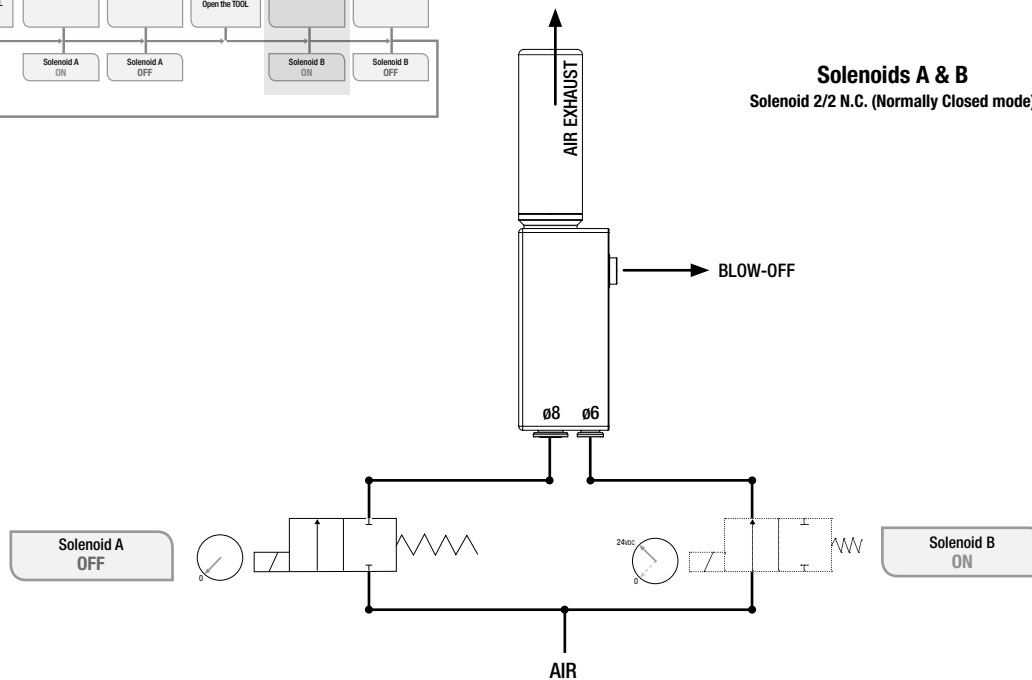 Open the TOOL
Solenoid A
ON
Solenoid A
OFF
Solenoid B
ON
Solenoid B
OFF
Solenoids A & B
Solenoid 2/2 N.C. (Normally Closed mode)
AIR EXHAUST
BLOW-OFF
ø8 ø6
Solenoid A
OFF
0
24VDC
0
Solenoid B
ON
AIR